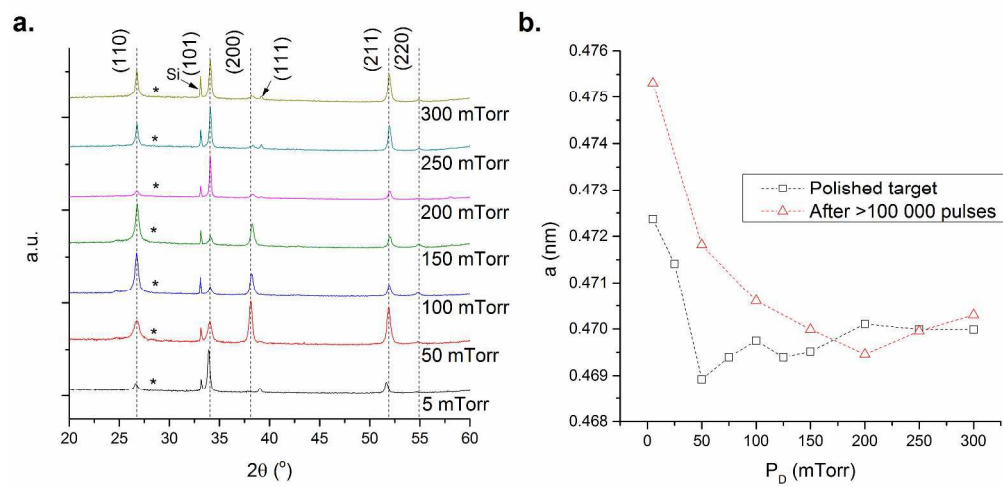 a.
(110)
Si
(101)
(200)
(111)
(211)
(220)
*
300 mTorr
*
250 mTorr
*
200 mTorr
*
150 mTorr
*
100 mTorr
*
50 mTorr
*
5 mTorr
a.u.
20 25 30 35 40 45 50 55 60
2θ (°)
b.
0.476
0.475
0.474
0.473
0.472
0.471
0.470
0.469
0.468
a (nm)
Polished target
After >100 000 pulses
0 50 100 150 200 250 300
P_D (mTorr)